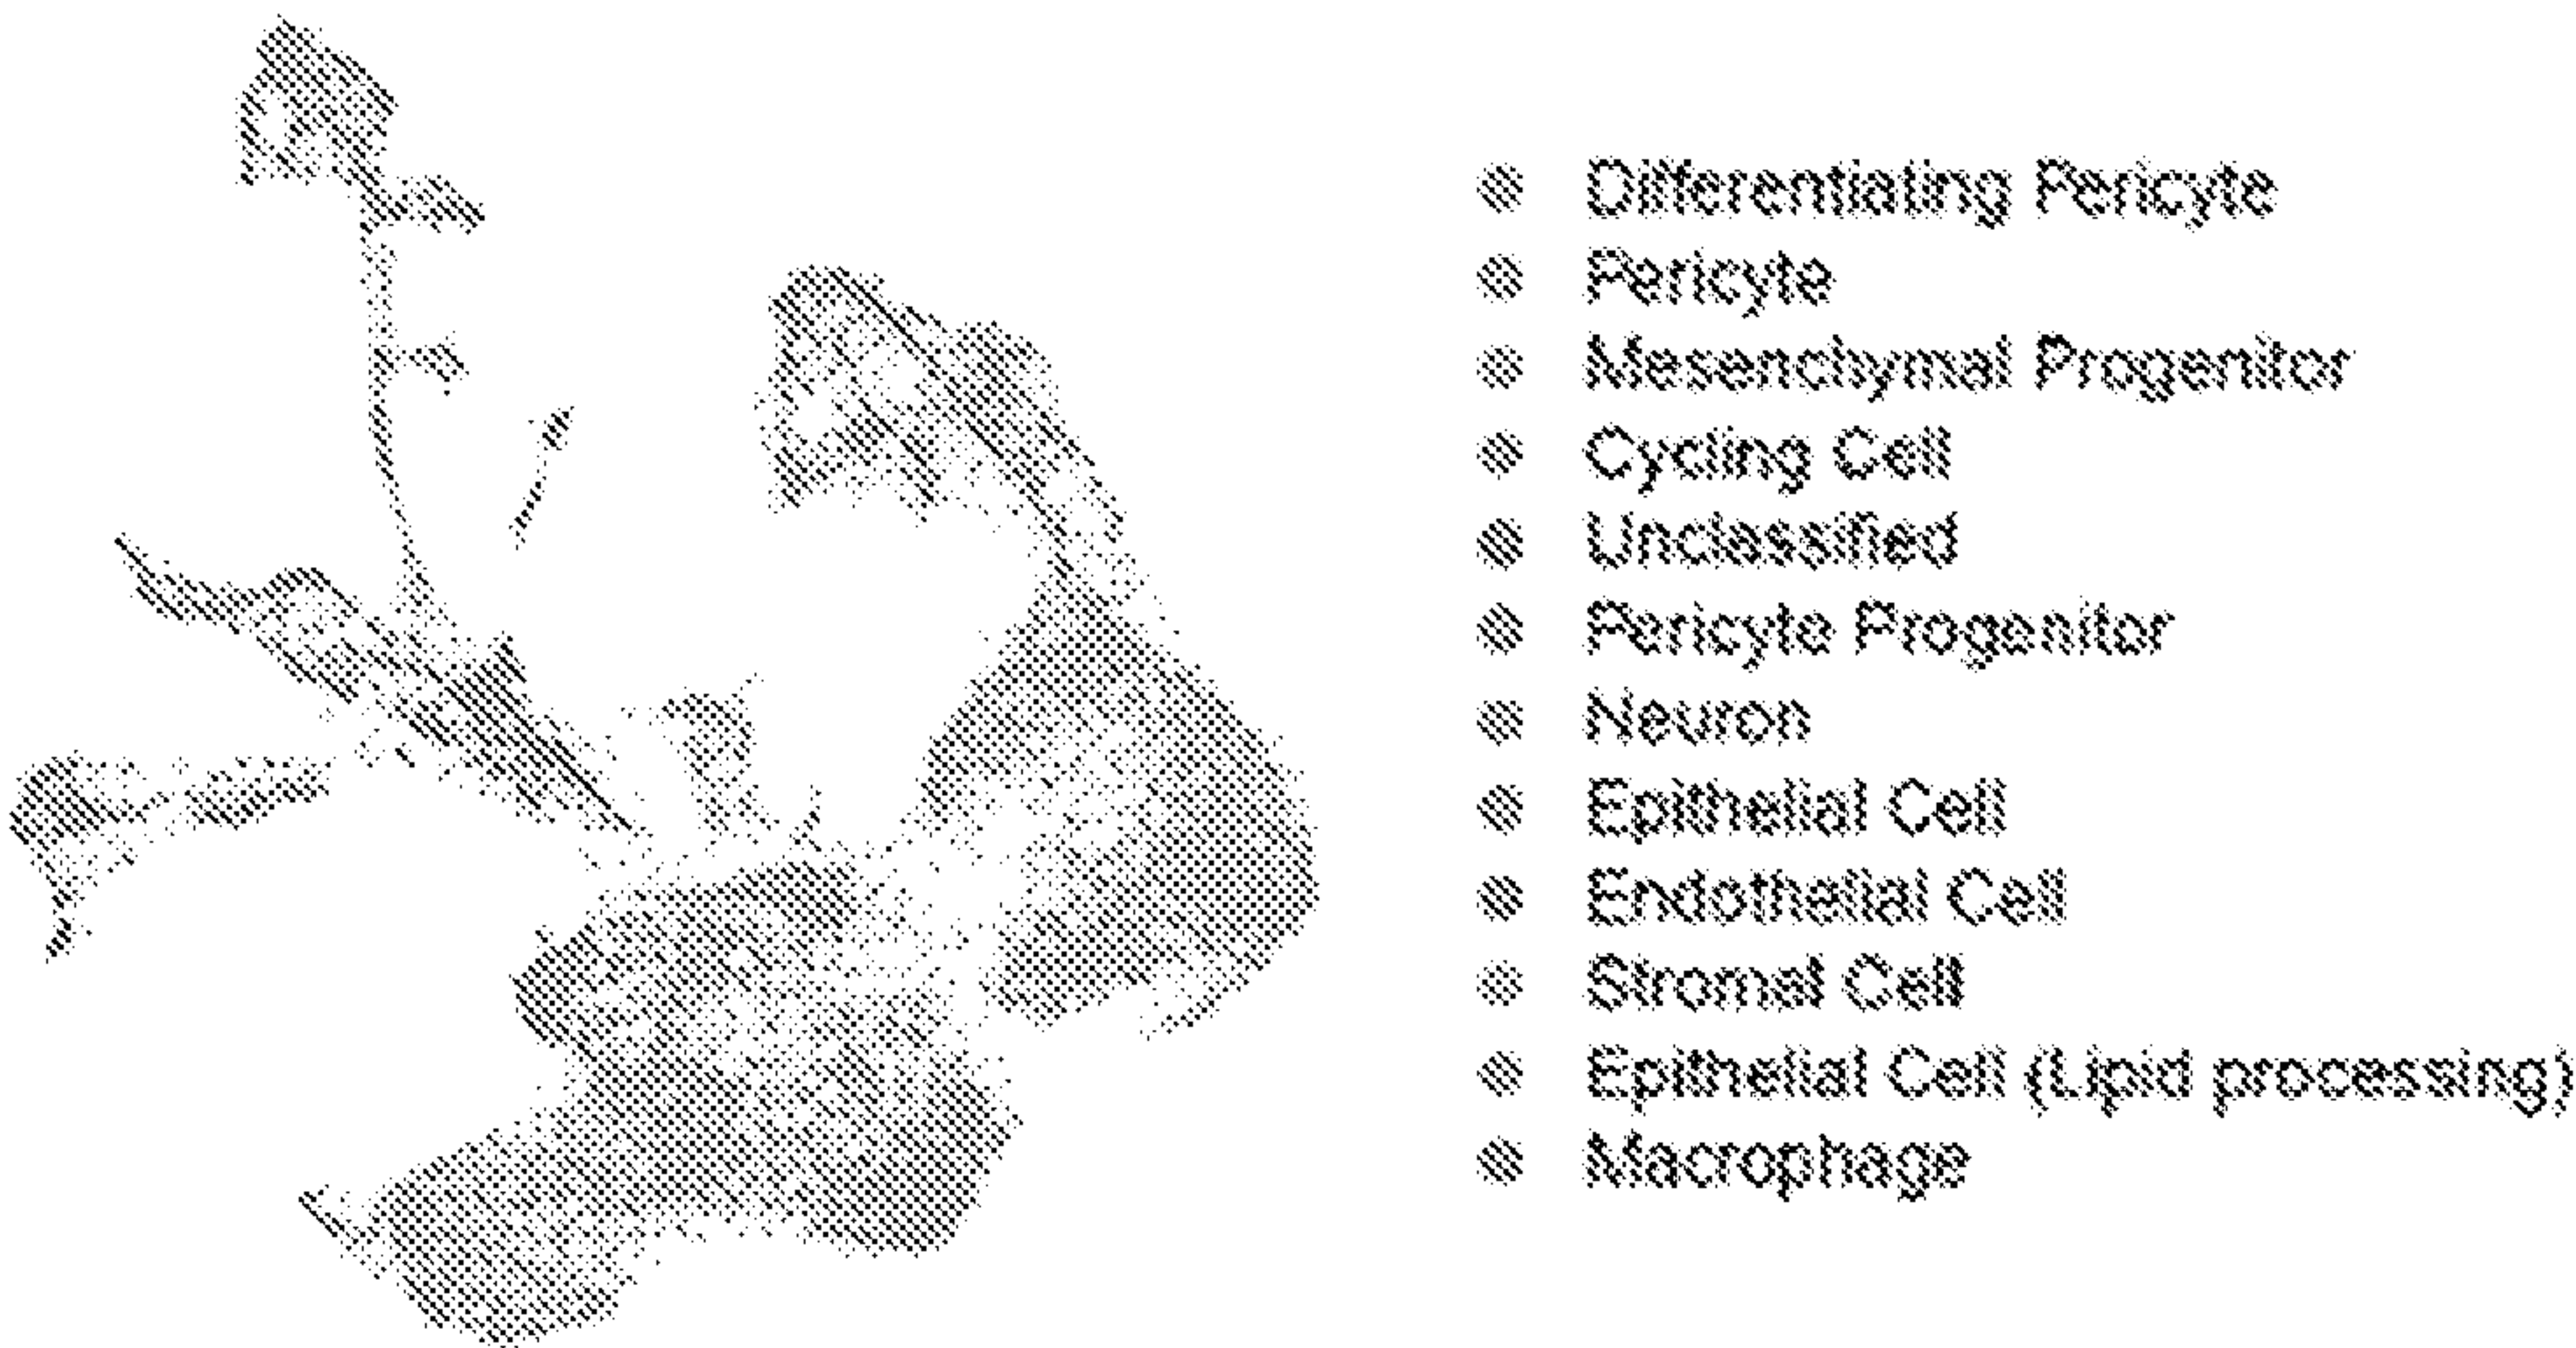 Differentiating Pericyte
Pericyte
Mesenchymal Progenitor
Cycling Cell
Unclassified
Pericyte Progenitor
Neuron
Epithelial Cell
Endothelial Cell
Stromal Cell
Epithelial Cell (Lipid processing)
Macrophage